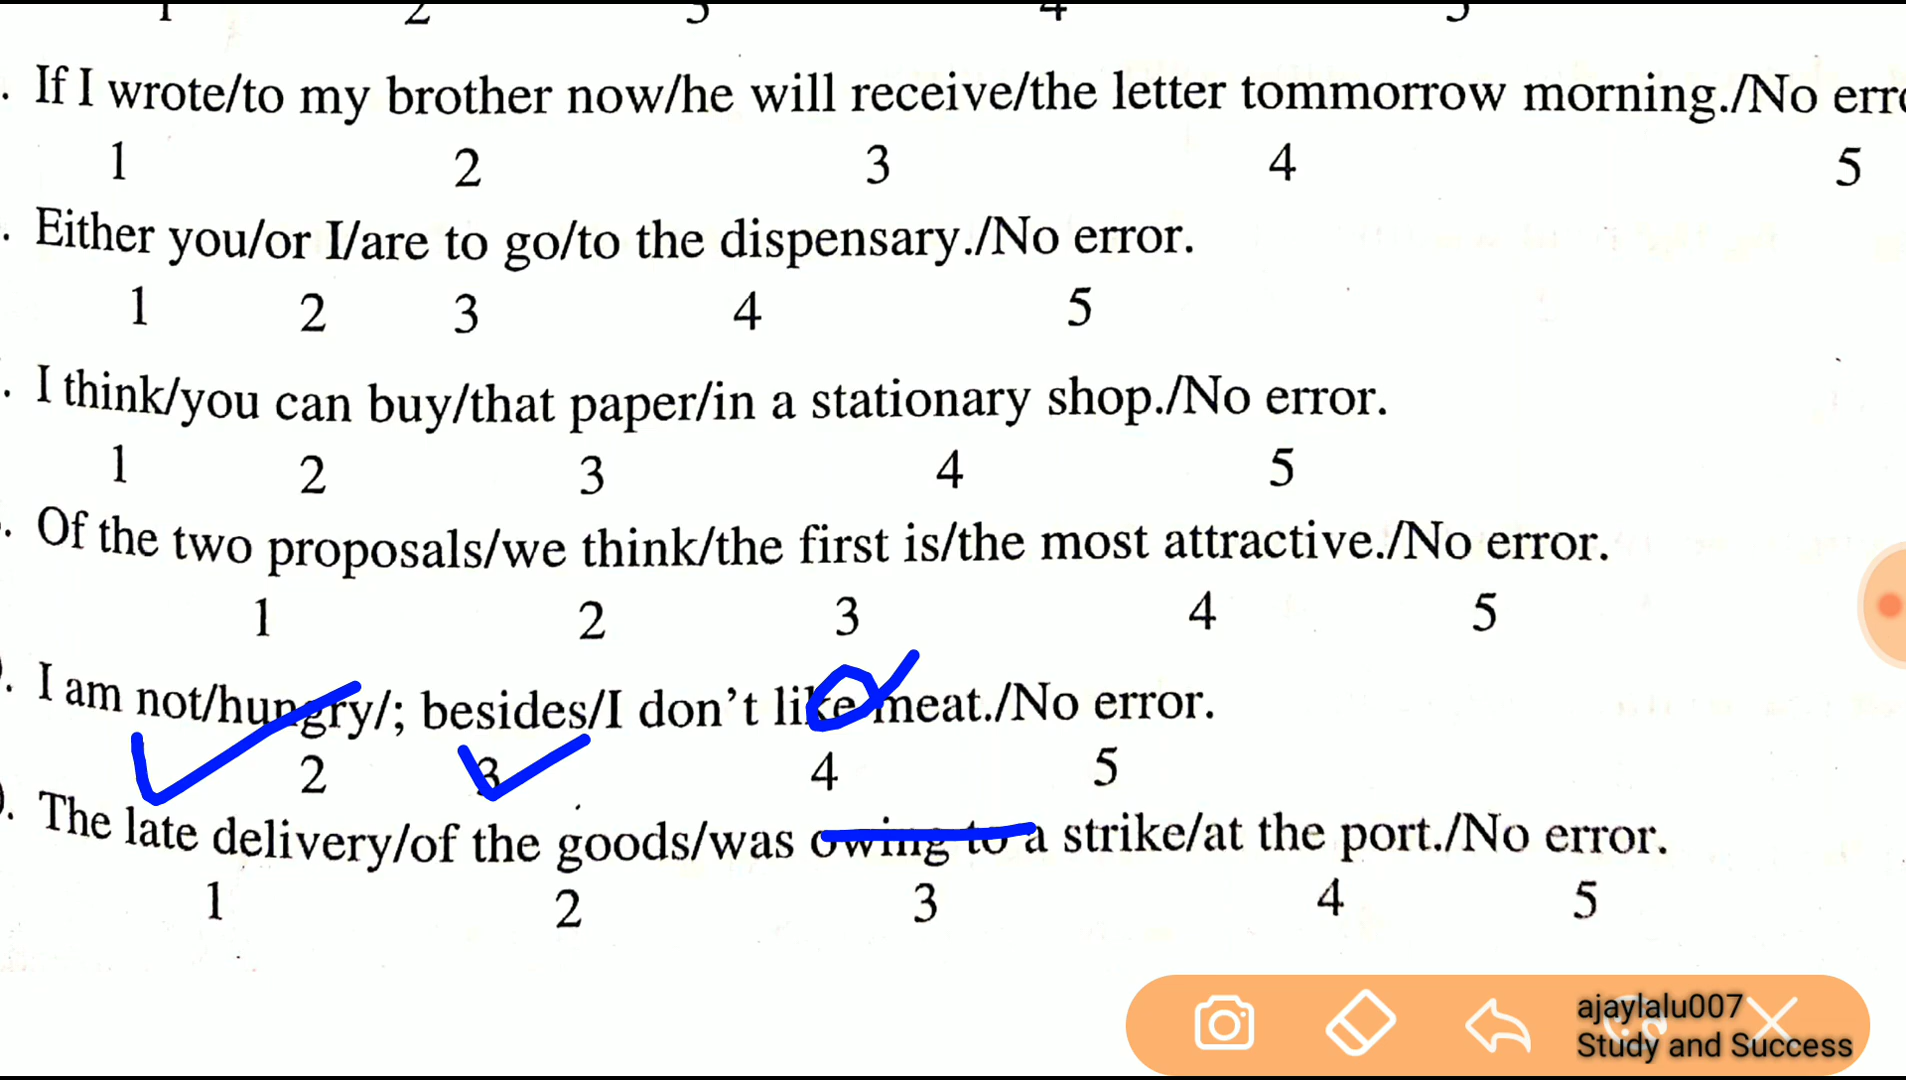 . If I wrote/to my brother now/he will receive/the letter tommorrow morning./No erro
1 2 3 4 5
. Either you/or I/are to go/to the dispensary./No error.
1 2 3 4 5
. I think/you can buy/that paper/in a stationary shop./No error.
1 2 3 4 5
. Of the two proposals/we think/the first is/the most attractive./No error.
1 2 3 4 5
. I am not/hungry/; besides/I don't like meat./No error.
2 3 4 5
. The late delivery/of the goods/was owing to a strike/at the port./No error.
1 2 3 4 5
ajaylalu007
Study and Success